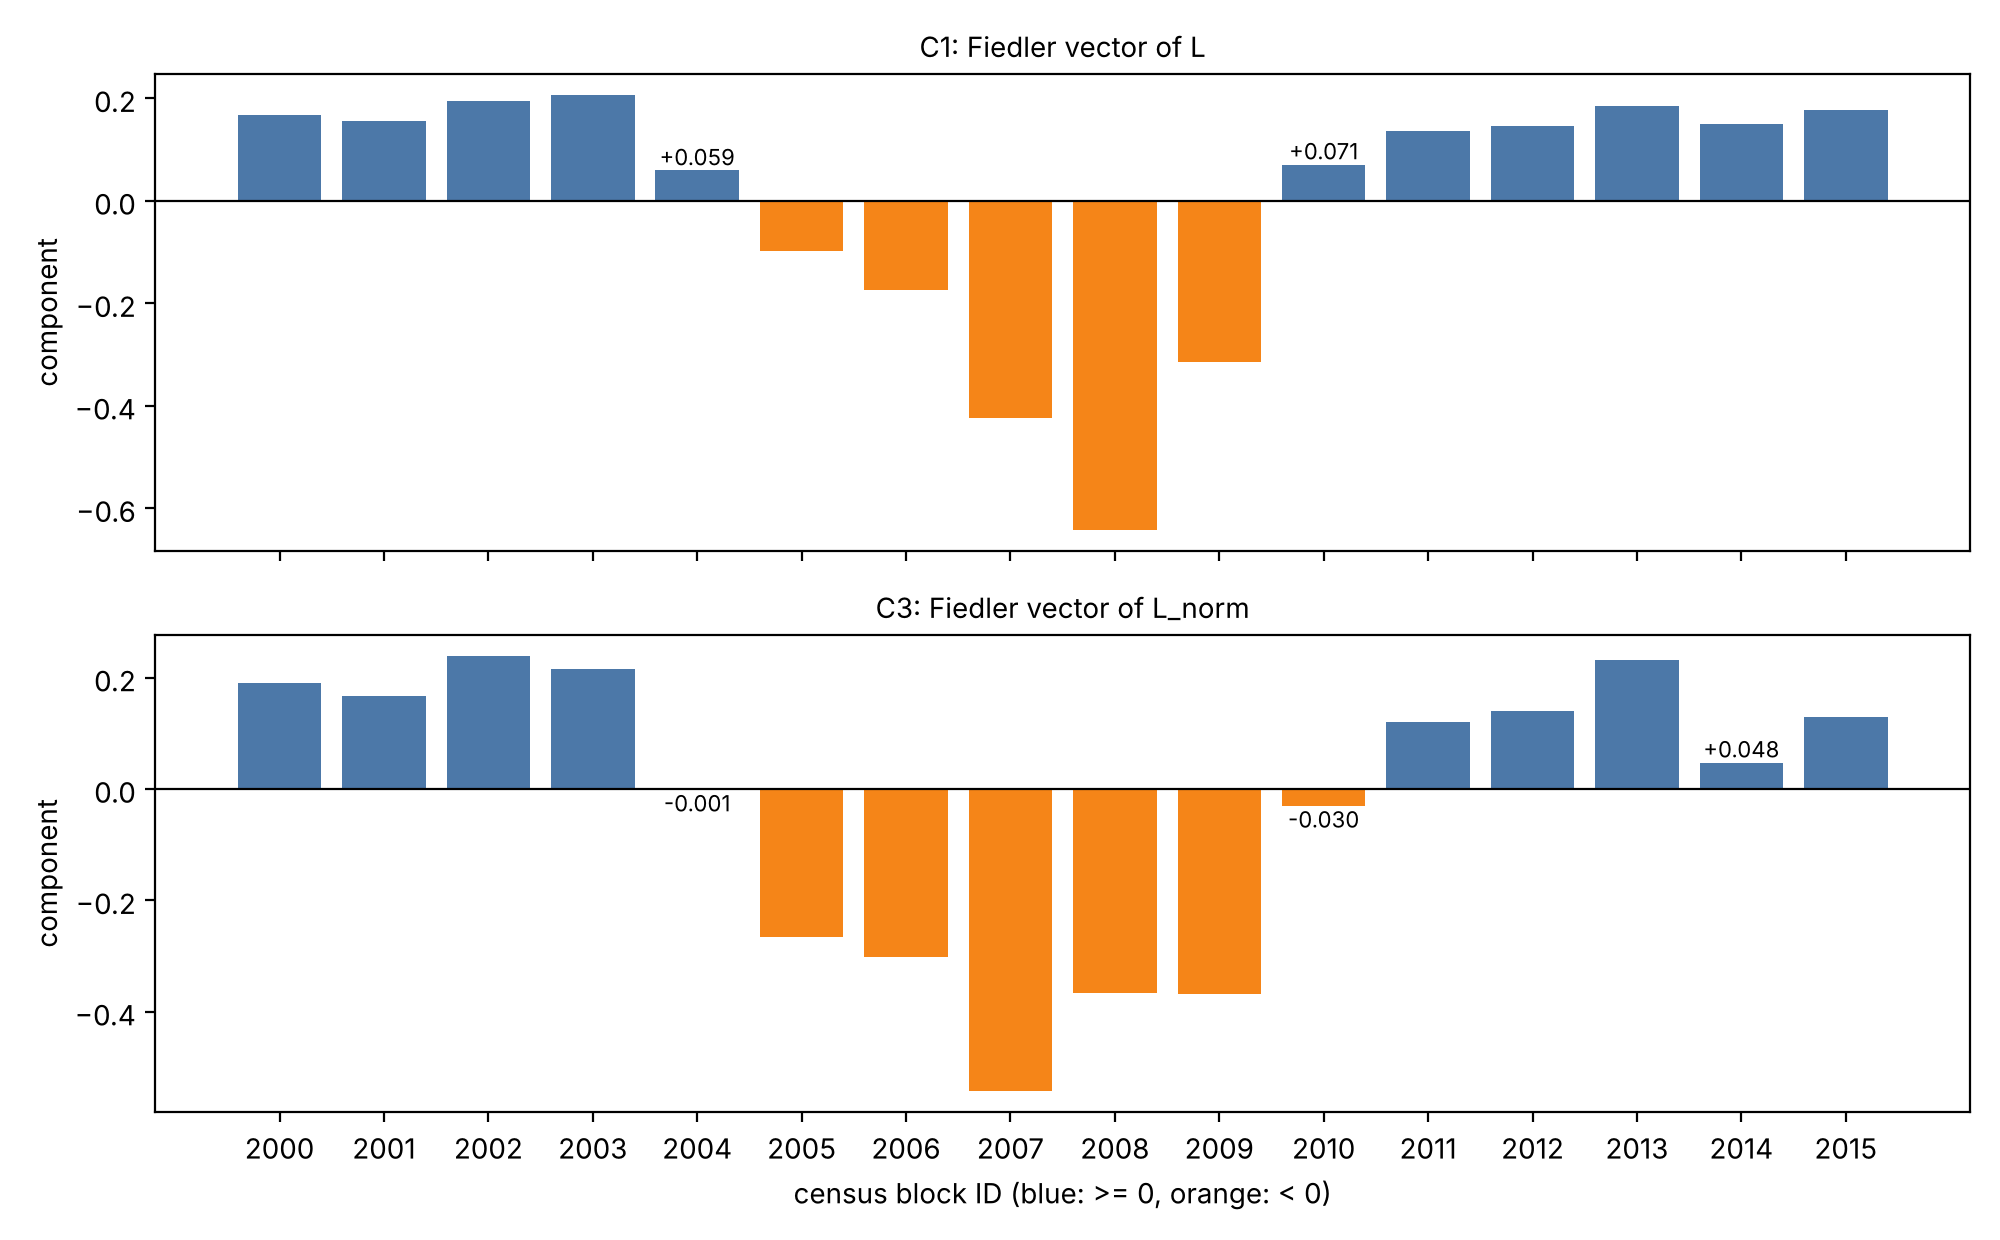 C1: Fiedler vector of L
0.2
0.0
−0.2
−0.4
−0.6
component
+0.059
+0.071
C3: Fiedler vector of L_norm
0.2
0.0
−0.2
−0.4
component
-0.001
-0.030
+0.048
2000 2001 2002 2003 2004 2005 2006 2007 2008 2009 2010 2011 2012 2013 2014 2015
census block ID (blue: >= 0, orange: < 0)